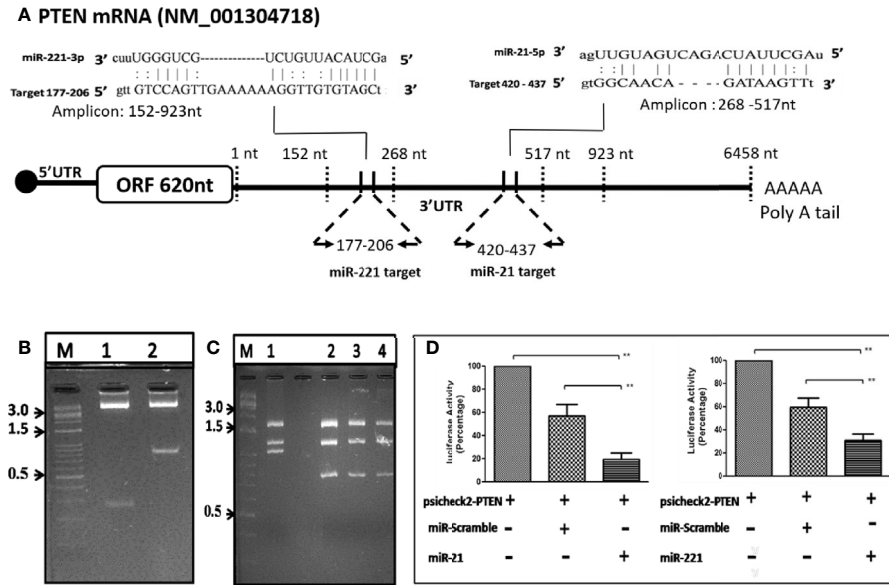 A PTEN mRNA (NM_001304718)
miR-221-3p 3’ cuuUGGGUCG------------UCUGUUACAUCGa 5’
Target 177-206 5’ gttGTCCAGTTGAAAAAAGGTTGTGTAGCt 3’
Amplicon: 152-923nt
miR-21-5p 3’ agUUGUAGUCAGACUAUUCGAu 5’
Target 420 - 437 5’ gtGGCAACA - - - -GATAAGTTt 3’
Amplicon : 268 -517nt
1 nt 152 nt 268 nt 517 nt 923 nt 6458 nt
5’UTR
ORF 620nt
3’UTR
AAAAA
Poly A tail
177-206
miR-221 target
420-437
miR-21 target
B
M 1 2
3.0
1.5
0.5
C
M 1 2 3 4
3.0
1.5
0.5
D
luciferase Activity
(Percentage)
100
80
60
40
20
0
**
**
psicheck2-PTEN + + +
miR-Scramble - + -
miR-21 - - +
Luciferase Activity
(Percentage)
100
80
60
40
20
0
**
**
psicheck2-PTEN + + +
miR-Scramble - + -
miR-221 - - +